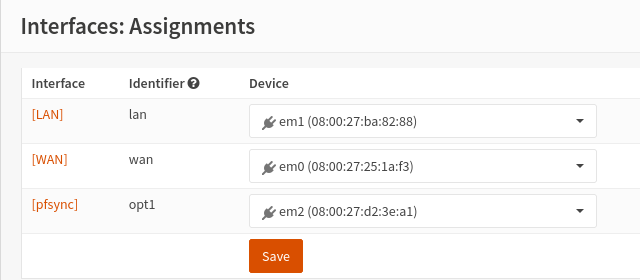 Interfaces: Assignments
Interface Identifier Device
[LAN] lan em1 (08:00:27:ba:82:88)
[WAN] wan em0 (08:00:27:25:1a:f3)
[pfsync] opt1 em2 (08:00:27:d2:3e:a1)
Save